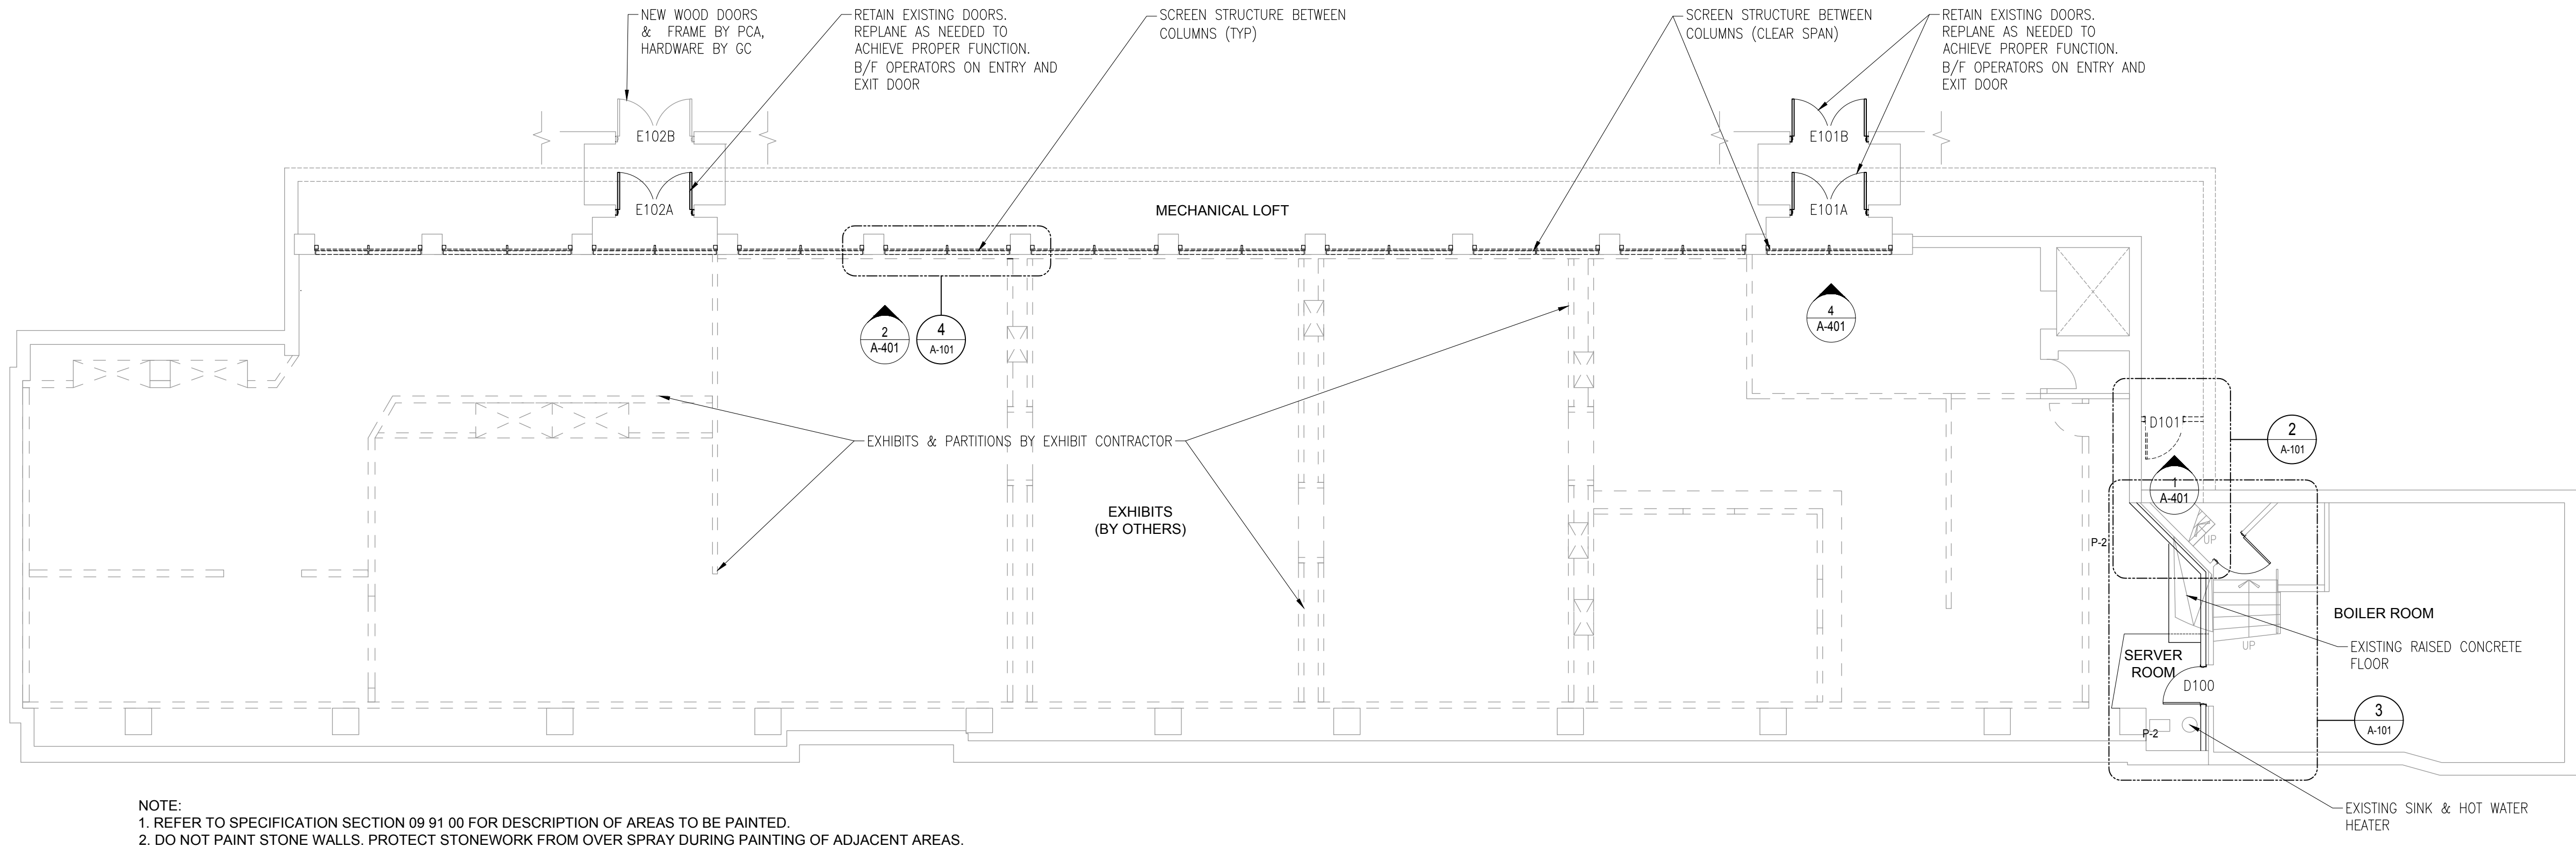 NEW WOOD DOORS
& FRAME BY PCA,
HARDWARE BY GC
RETAIN EXISTING DOORS.
REPLANE AS NEEDED TO
ACHIEVE PROPER FUNCTION.
B/F OPERATORS ON ENTRY AND
EXIT DOOR
SCREEN STRUCTURE BETWEEN
COLUMNS (TYP)
SCREEN STRUCTURE BETWEEN
COLUMNS (CLEAR SPAN)
RETAIN EXISTING DOORS.
REPLANE AS NEEDED TO
ACHIEVE PROPER FUNCTION.
B/F OPERATORS ON ENTRY AND
EXIT DOOR
E102B
E101B
E102A
E101A
MECHANICAL LOFT
2
A-401
4
A-101
4
A-401
D101
2
A-101
EXHIBITS & PARTITIONS BY EXHIBIT CONTRACTOR
1
A-401
EXHIBITS
(BY OTHERS)
P-2
UP
BOILER ROOM
UP
EXISTING RAISED CONCRETE
FLOOR
SERVER
ROOM
D100
3
A-101
P-2
EXISTING SINK & HOT WATER
HEATER
NOTE:
1. REFER TO SPECIFICATION SECTION 09 91 00 FOR DESCRIPTION OF AREAS TO BE PAINTED.
2. DO NOT PAINT STONE WALLS. PROTECT STONEWORK FROM OVER SPRAY DURING PAINTING OF ADJACENT AREAS.